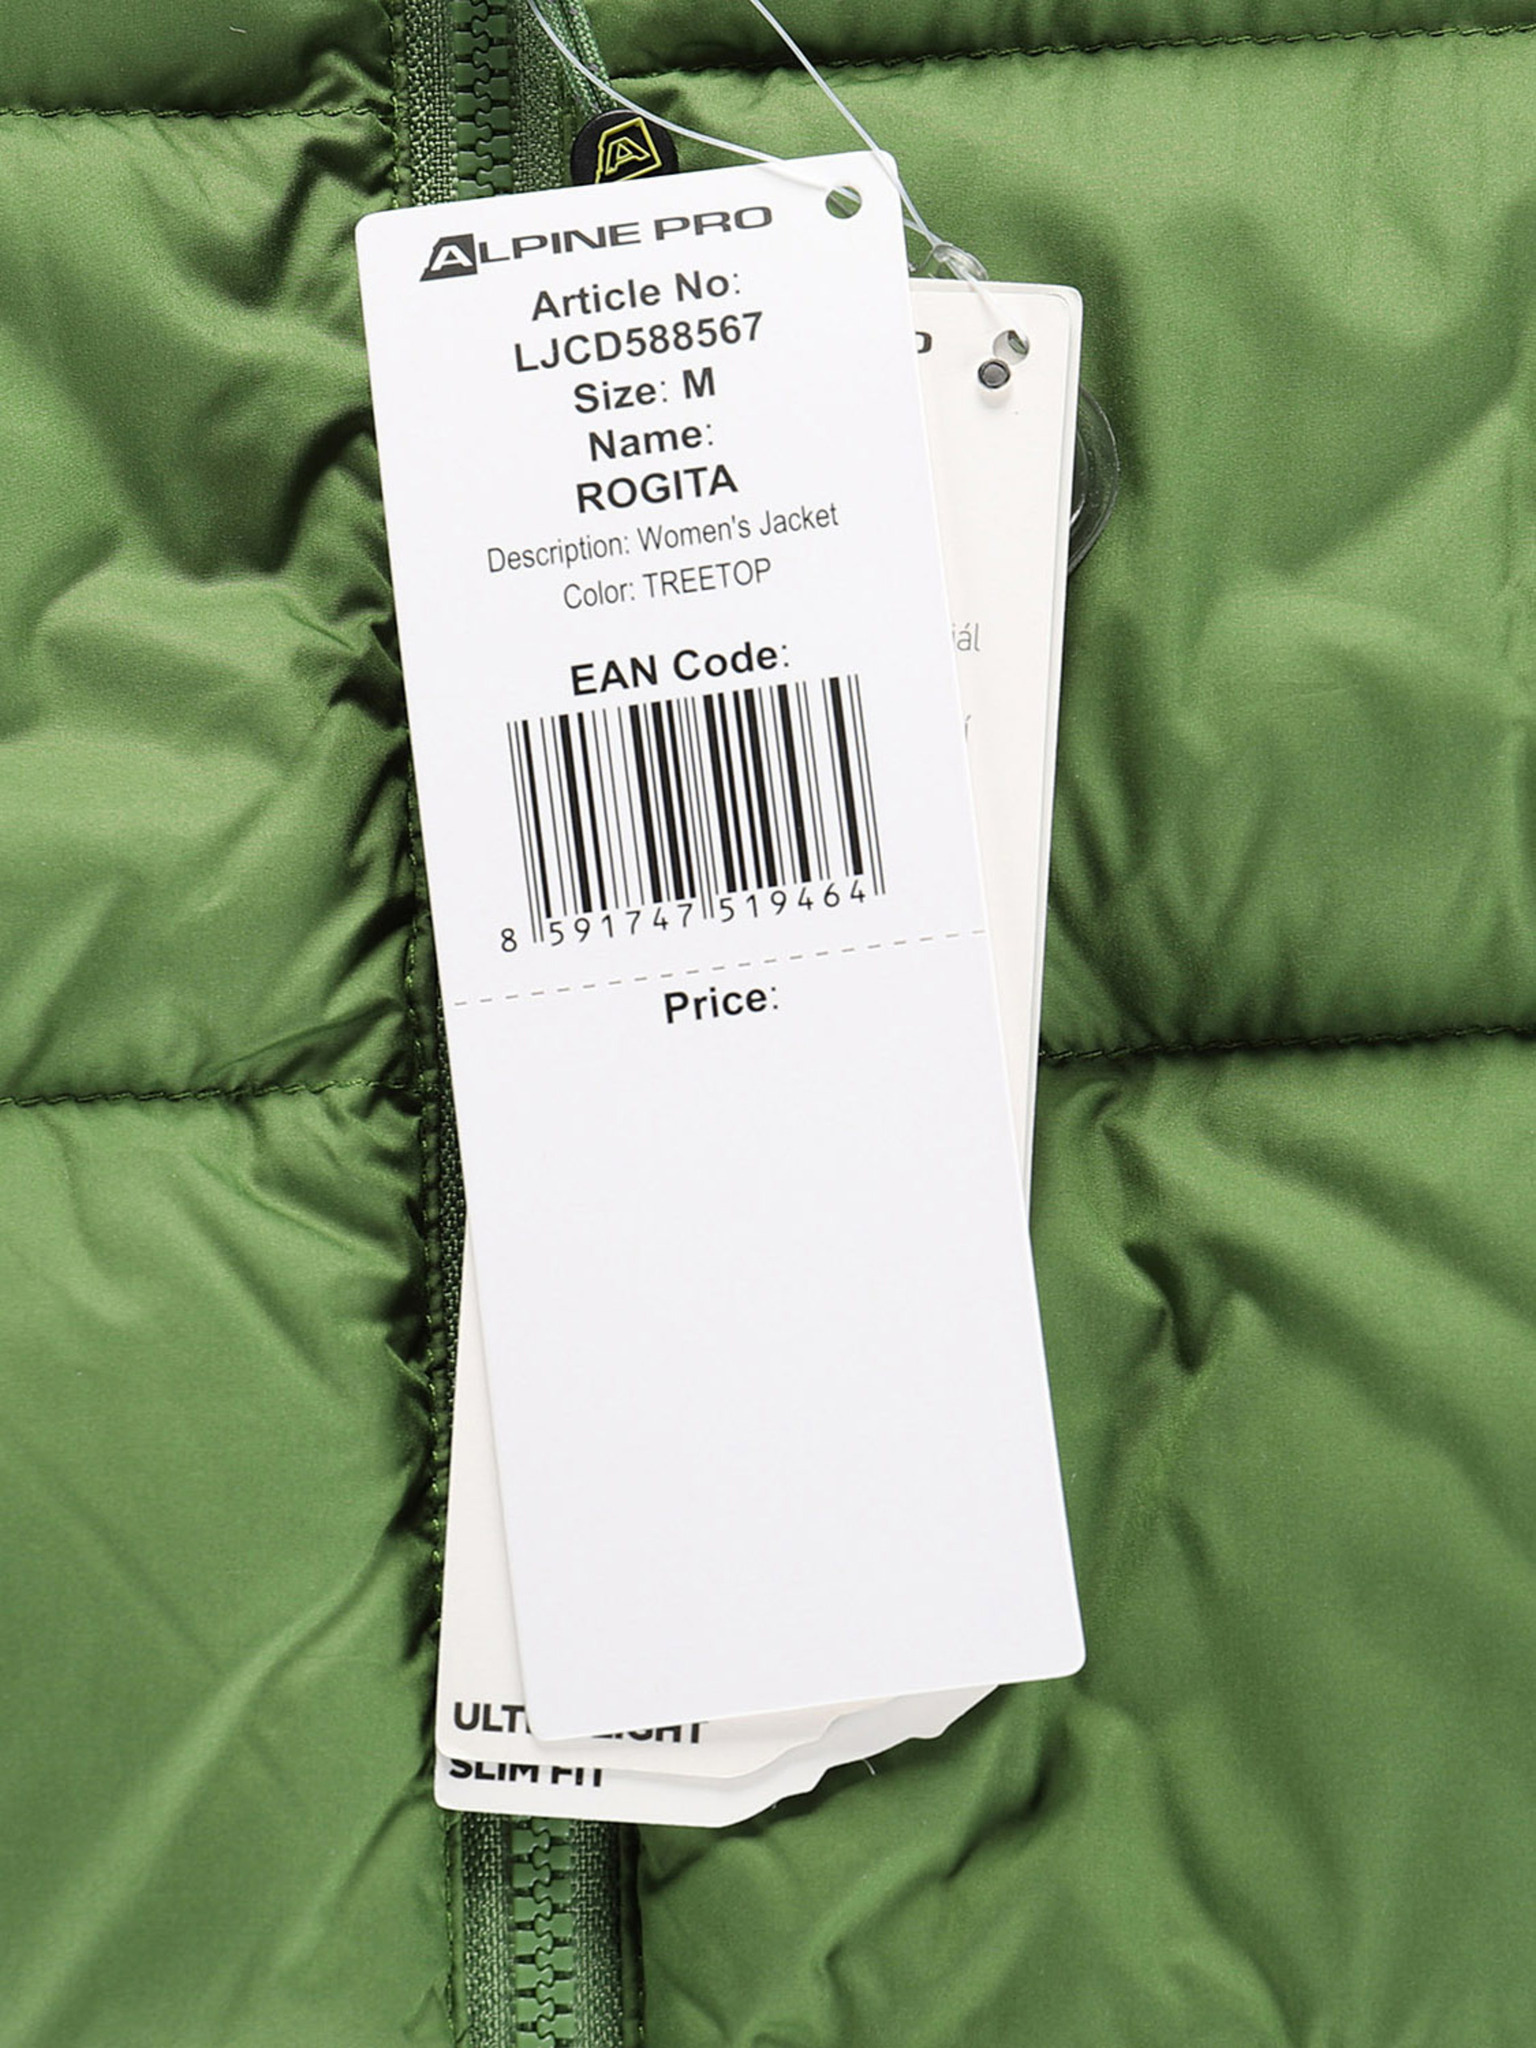 ALPINE PRO
Article No:
LJCD588567
Size: M
Name:
ROGITA
Description: Women's Jacket
Color: TREETOP
EAN Code:
8 591747 519464
Price:
SLIM FIT